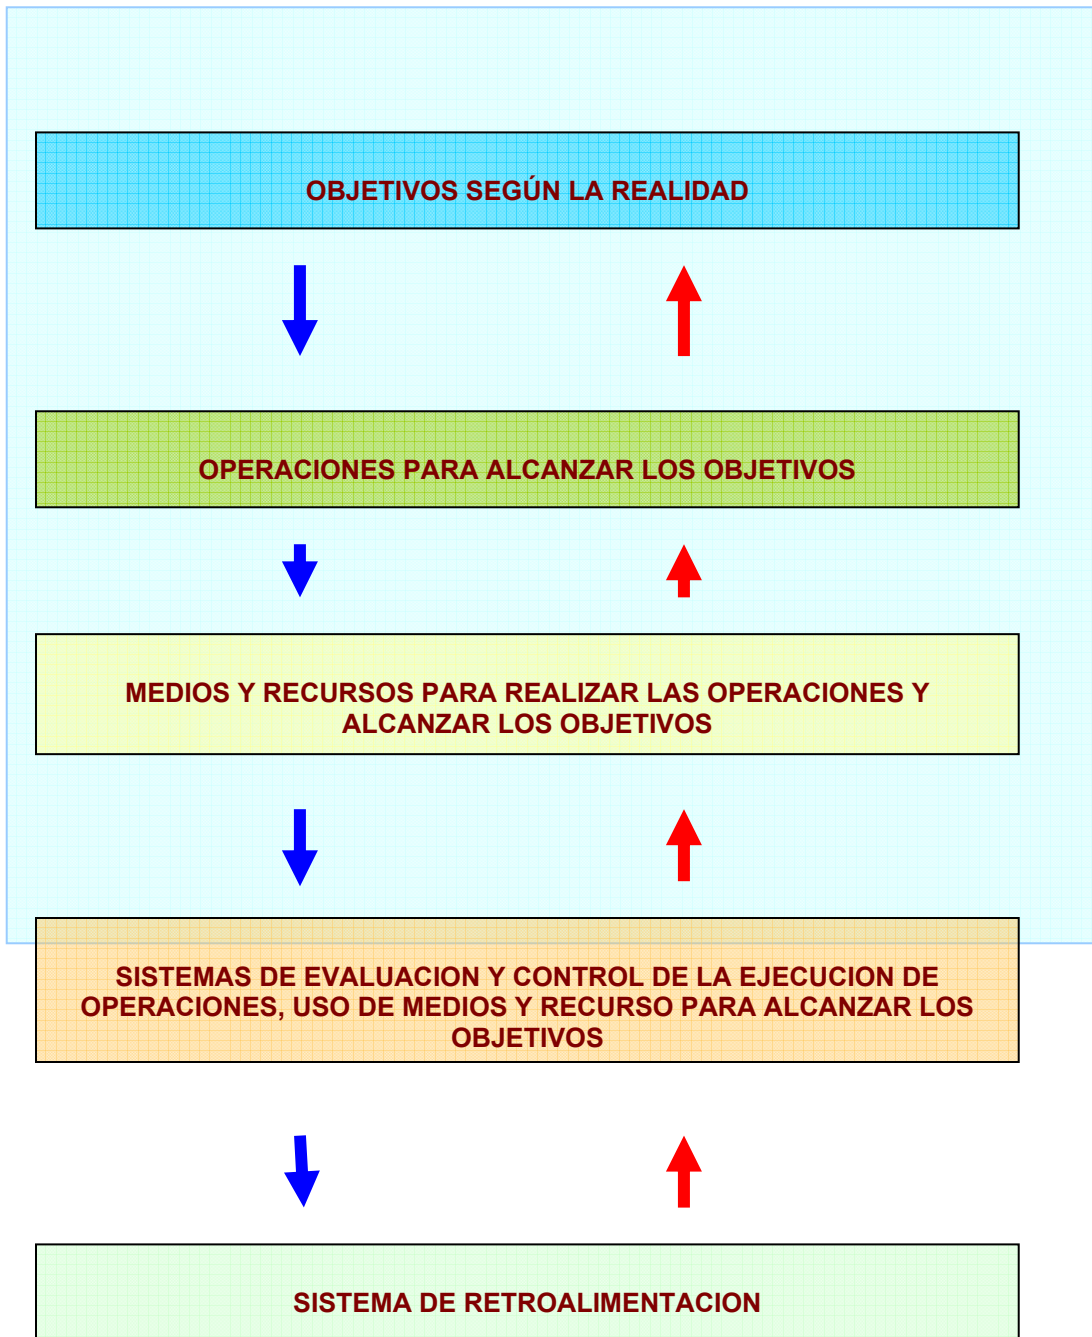 OBJETIVOS SEGÚN LA REALIDAD
OPERACIONES PARA ALCANZAR LOS OBJETIVOS
MEDIOS Y RECURSOS PARA REALIZAR LAS OPERACIONES Y
ALCANZAR LOS OBJETIVOS
SISTEMAS DE EVALUACION Y CONTROL DE LA EJECUCION DE
OPERACIONES, USO DE MEDIOS Y RECURSO PARA ALCANZAR LOS
OBJETIVOS
SISTEMA DE RETROALIMENTACION